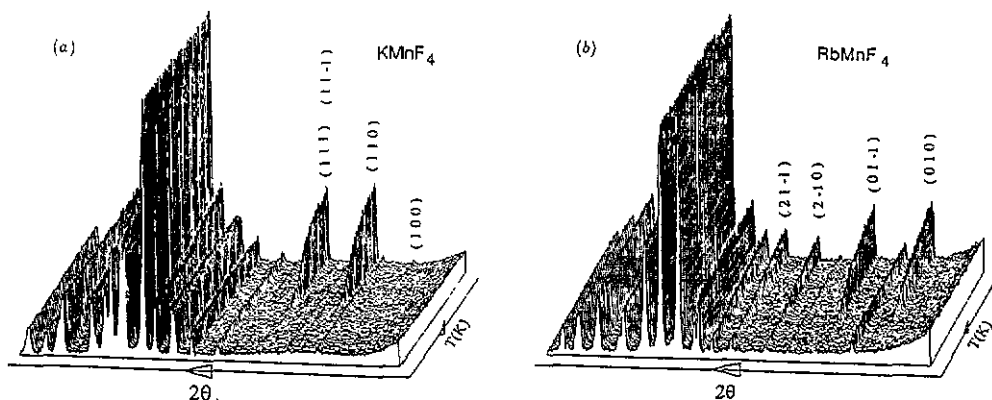 (a)
KMnF4
(111) (11-1)
(110)
(100)
T(K)
2θ
(b)
RbMnF4
(21-1)
(2-10)
(01-1)
(010)
T(K)
2θ